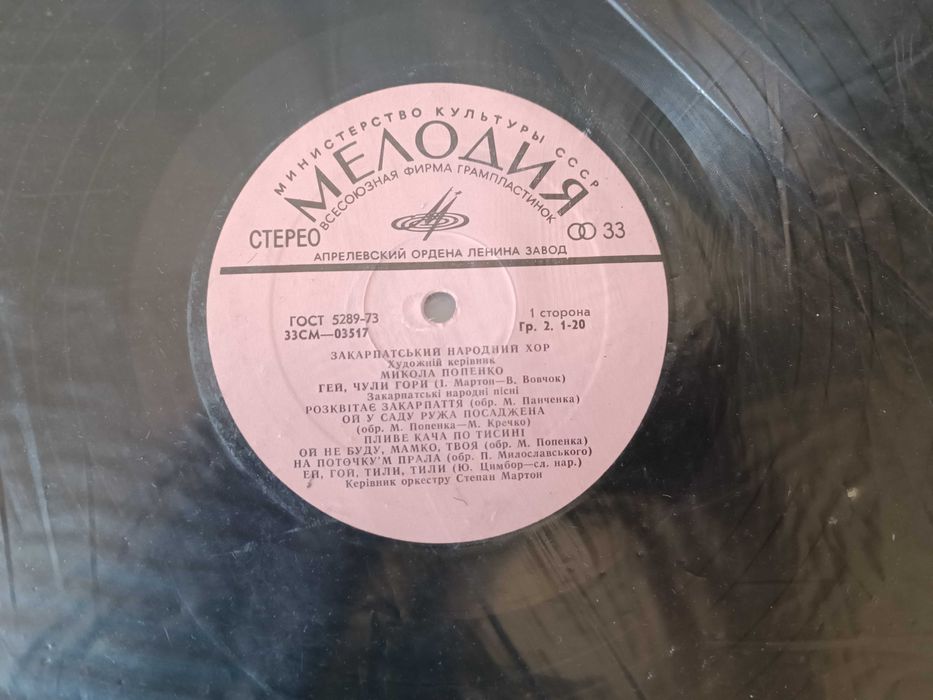 МИНИСТЕРСТВО КУЛЬТУРЫ СССР
МЕЛОДИЯ
ВСЕСОЮЗНАЯ ФИРМА ГРАМПЛАСТИНОК
СТЕРЕО
33
АПРЕЛЕВСКИЙ ОРДЕНА ЛЕНИНА ЗАВОД
ГОСТ 5289-73
33СМ—03517
1 сторона
Гр. 2. 1-20
ЗАКАРПАТСЬКИЙ НАРОДНИЙ ХОР
Художній керівник
МИКОЛА ПОПЕНКО
ГЕЙ, ЧУЛИ ГОРИ (І. Мартон—В. Вовчок)
Закарпатські народні пісні
РОЗКВІТАЄ ЗАКАРПАТТЯ (обр. М. Панченка)
ОЙ У САДУ РУЖА ПОСАДЖЕНА
(обр. М. Попенка—М. Кречко)
ПЛИВЕ КАЧА ПО ТИСИНІ
ОЙ НЕ БУДУ, МАМКО, ТВОЯ (обр. М. Попенка)
НА ПОТОЧКУ'М ПРАЛА (обр. П. Милославського)
ЕЙ, ГОЙ, ТИЛИ, ТИЛИ (Ю. Цимбор—сл. нар.)
Керівник оркестру Степан Мартон